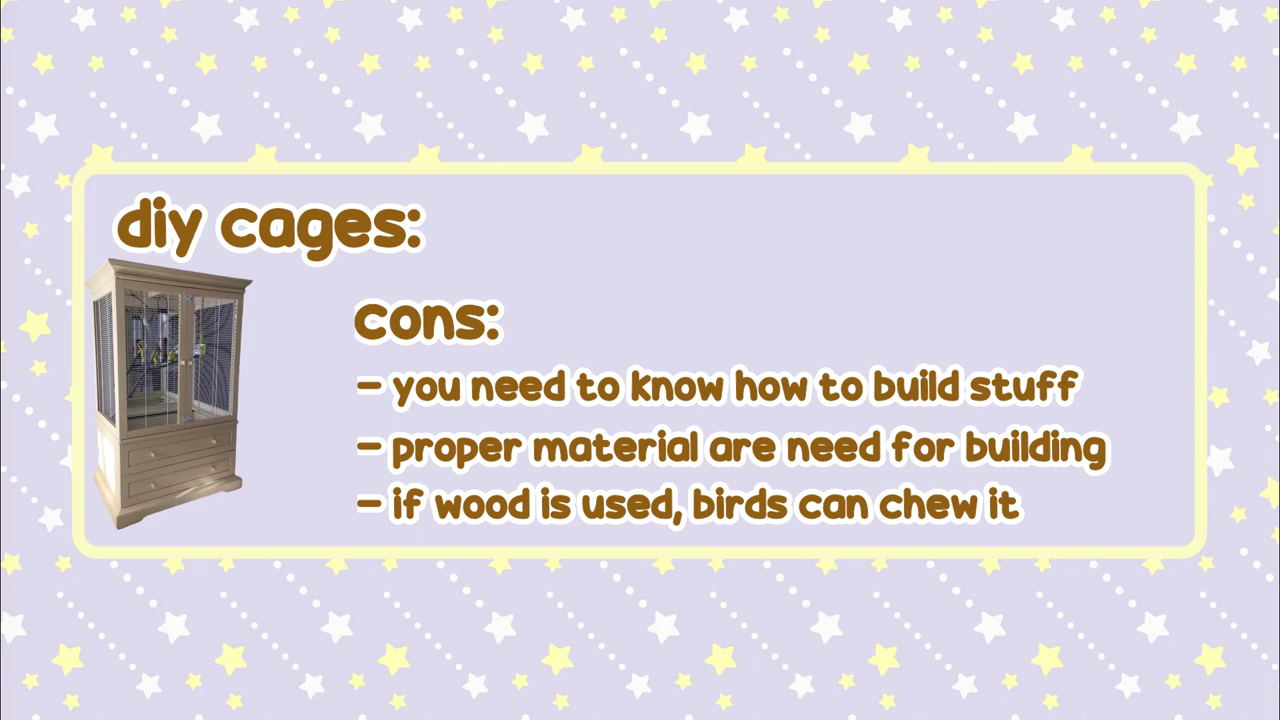 diy cages:
cons:
- you need to know how to build stuff
- proper material are need for building
- if wood is used, birds can chew it